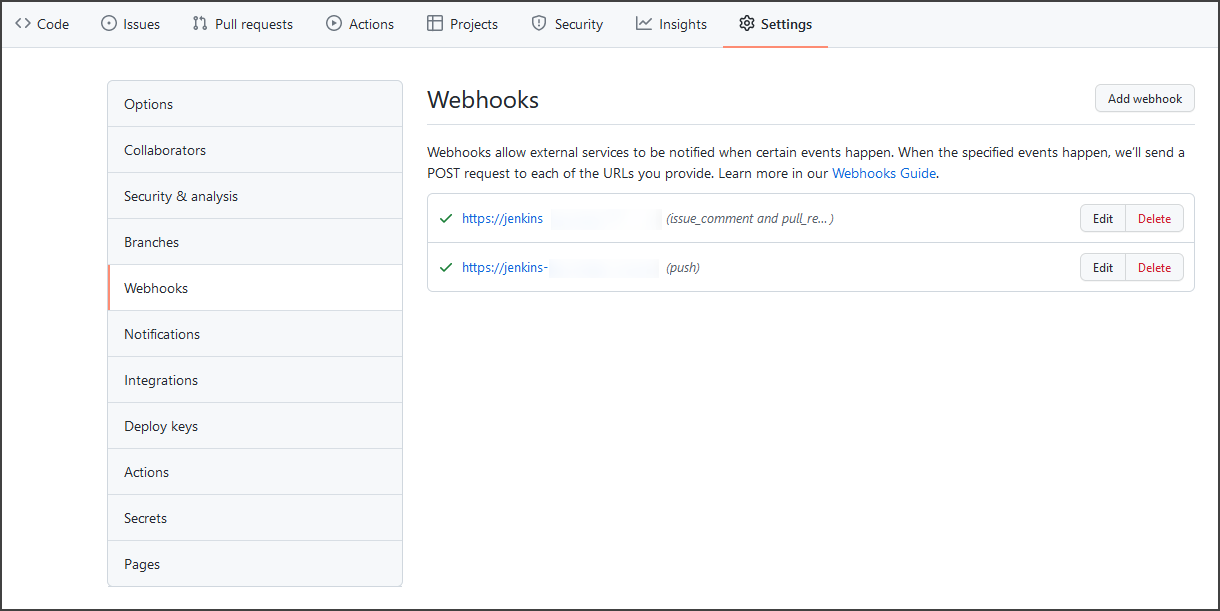 Code Issues Pull requests Actions Projects Security Insights Settings
Options
Collaborators
Security & analysis
Branches
Webhooks
Notifications
Integrations
Deploy keys
Actions
Secrets
Pages
Webhooks
Add webhook
Webhooks allow external services to be notified when certain events happen. When the specified events happen, we'll send a
POST request to each of the URLs you provide. Learn more in our Webhooks Guide.
https://jenkins (issue_comment and pull_re… ) Edit Delete
https://jenkins- (push) Edit Delete